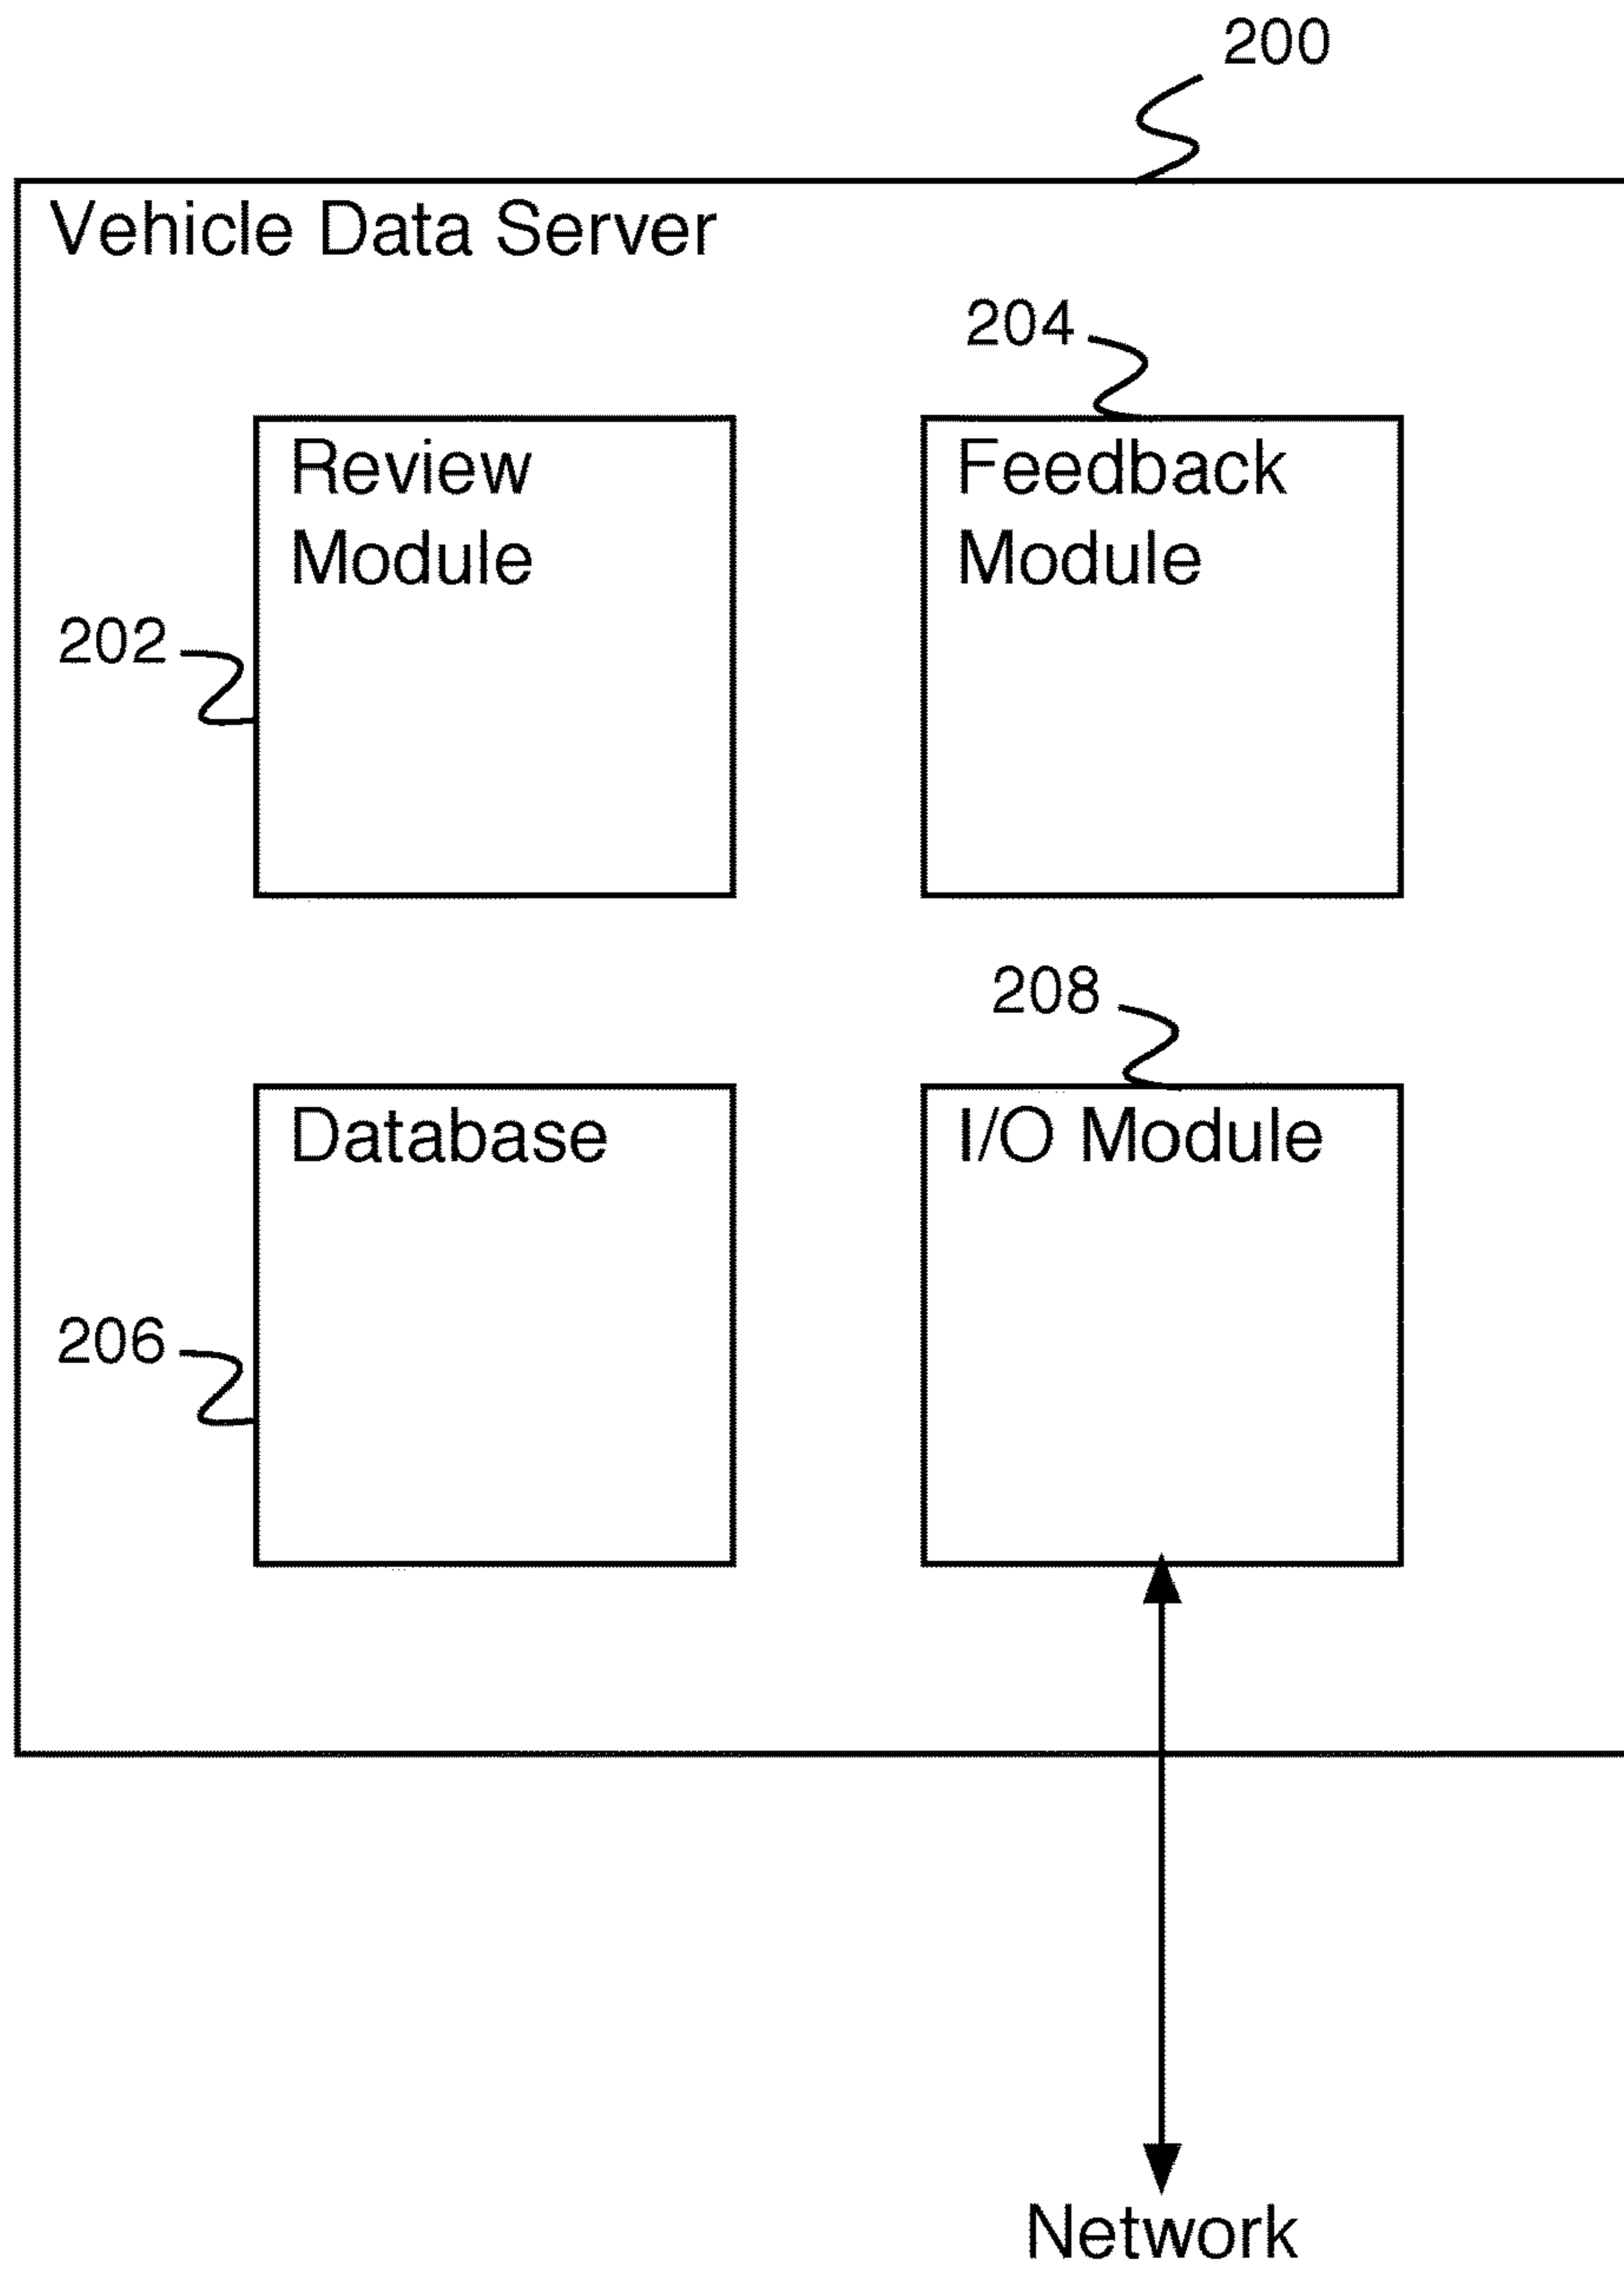 200
Vehicle Data Server
204
Review
Module
Feedback
Module
202
208
Database
I/O Module
206
Network